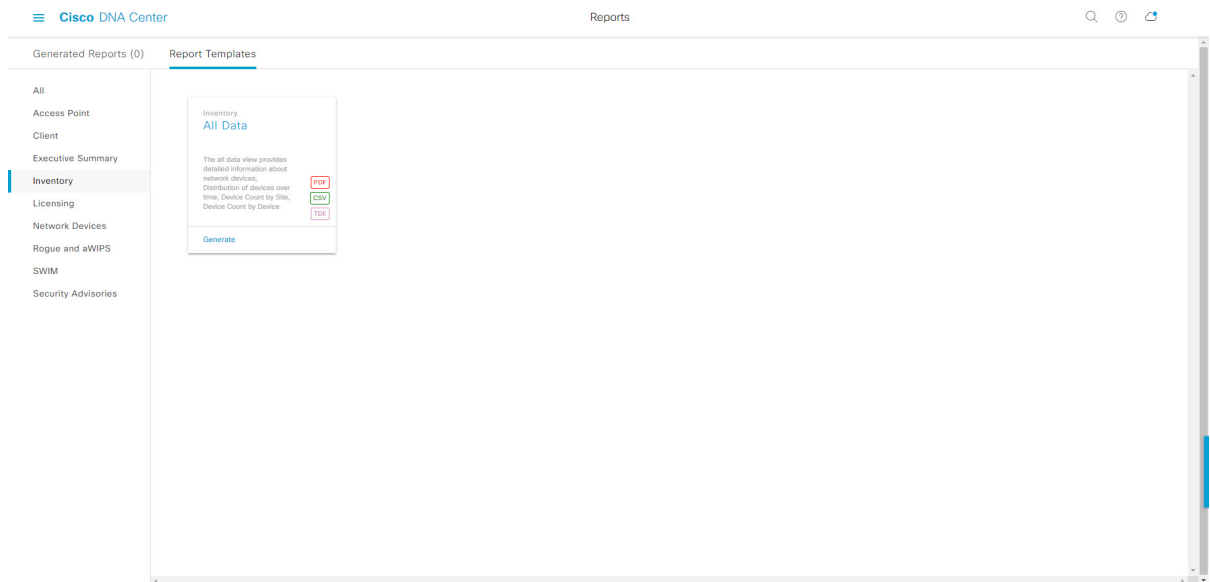 Cisco DNA Center
Reports
Generated Reports (0)
Report Templates
All
Access Point
Client
Executive Summary
Inventory
Licensing
Network Devices
Rogue and aWIPS
SWIM
Security Advisories
Inventory
All Data
The all data view provides
detailed information about
network devices,
Distribution of devices over
time, Device Count by Site,
Device Count by Device
PDF
CSV
TDE
Generate